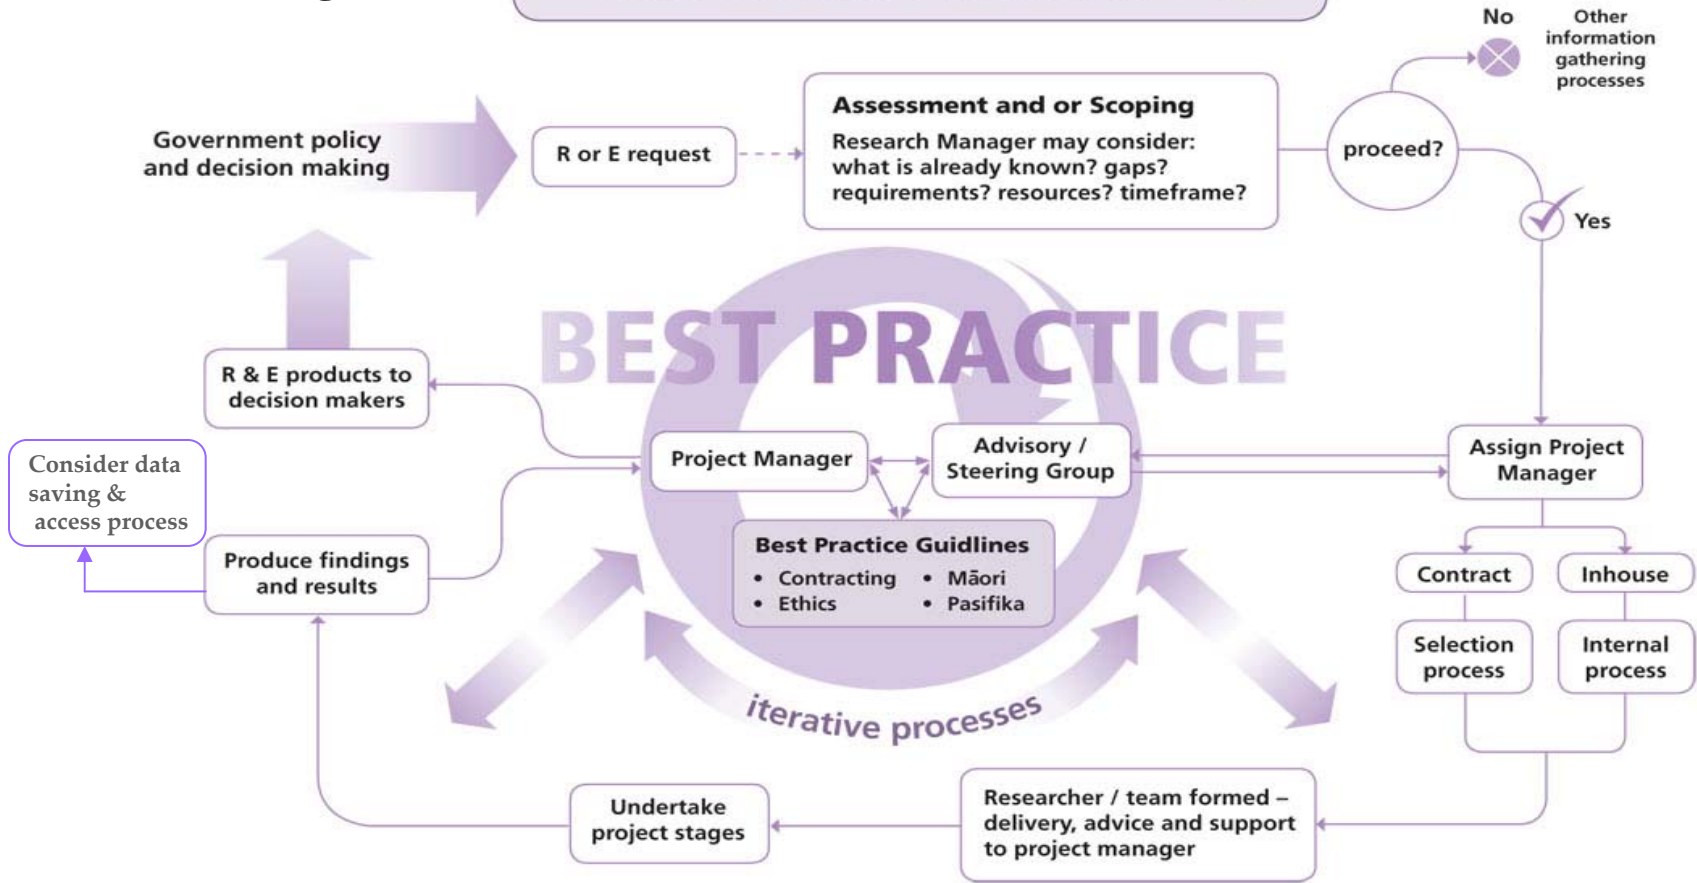 No
Other
information
gathering
processes
Government policy
and decision making
R or E request
Assessment and or Scoping
Research Manager may consider:
what is already known? gaps?
requirements? resources? timeframe?
proceed?
Yes
BEST PRACTICE
R & E products to
decision makers
Consider data
saving &
access process
Produce findings
and results
Project Manager
Advisory /
Steering Group
Assign Project
Manager
Best Practice Guidlines
• Contracting • Māori
• Ethics • Pasifika
Contract
Inhouse
Selection
process
Internal
process
iterative processes
Undertake
project stages
Researcher / team formed –
delivery, advice and support
to project manager